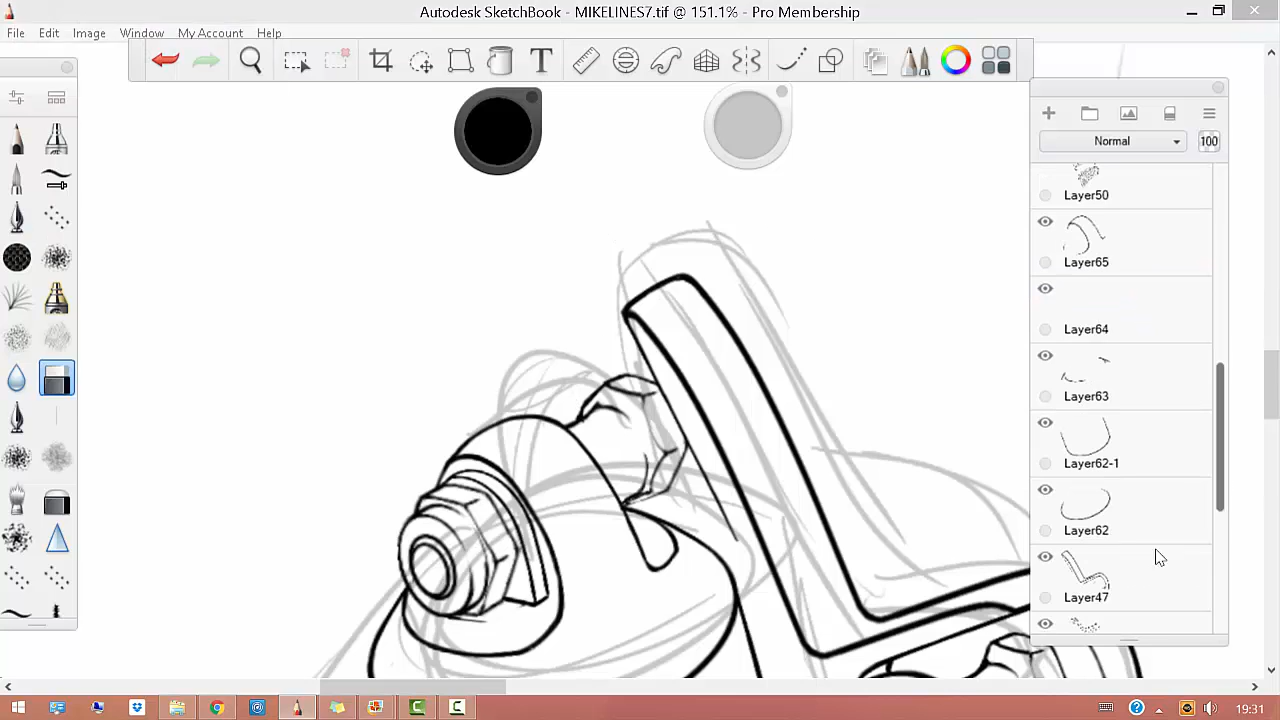 Autodesk SketchBook - MIKELINES7.tif @ 151.1% - Pro Membership
File Edit Image Window My Account Help
T
Normal 100
Layer50
Layer65
Layer64
Layer63
Layer62-1
Layer62
Layer47
19:31